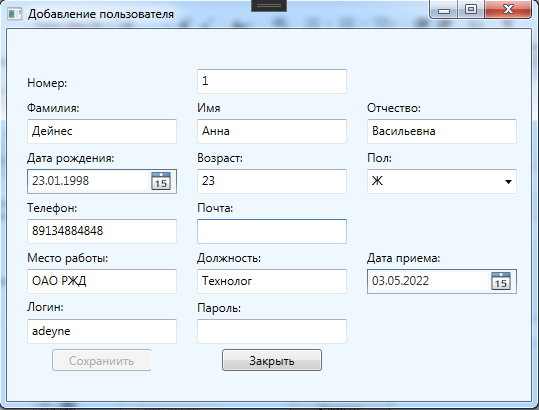 Добавление пользователя
Номер: 1
Фамилия: Имя Отчество:
Дейнес Анна Васильевна
Дата рождения: Возраст: Пол:
23.01.1998 15 23 Ж
Телефон: Почта:
89134884848
Место работы: Должность: Дата приема:
ОАО РЖД Технолог 03.05.2022 15
Логин: Пароль:
adeyne
Сохраниить Закрыть